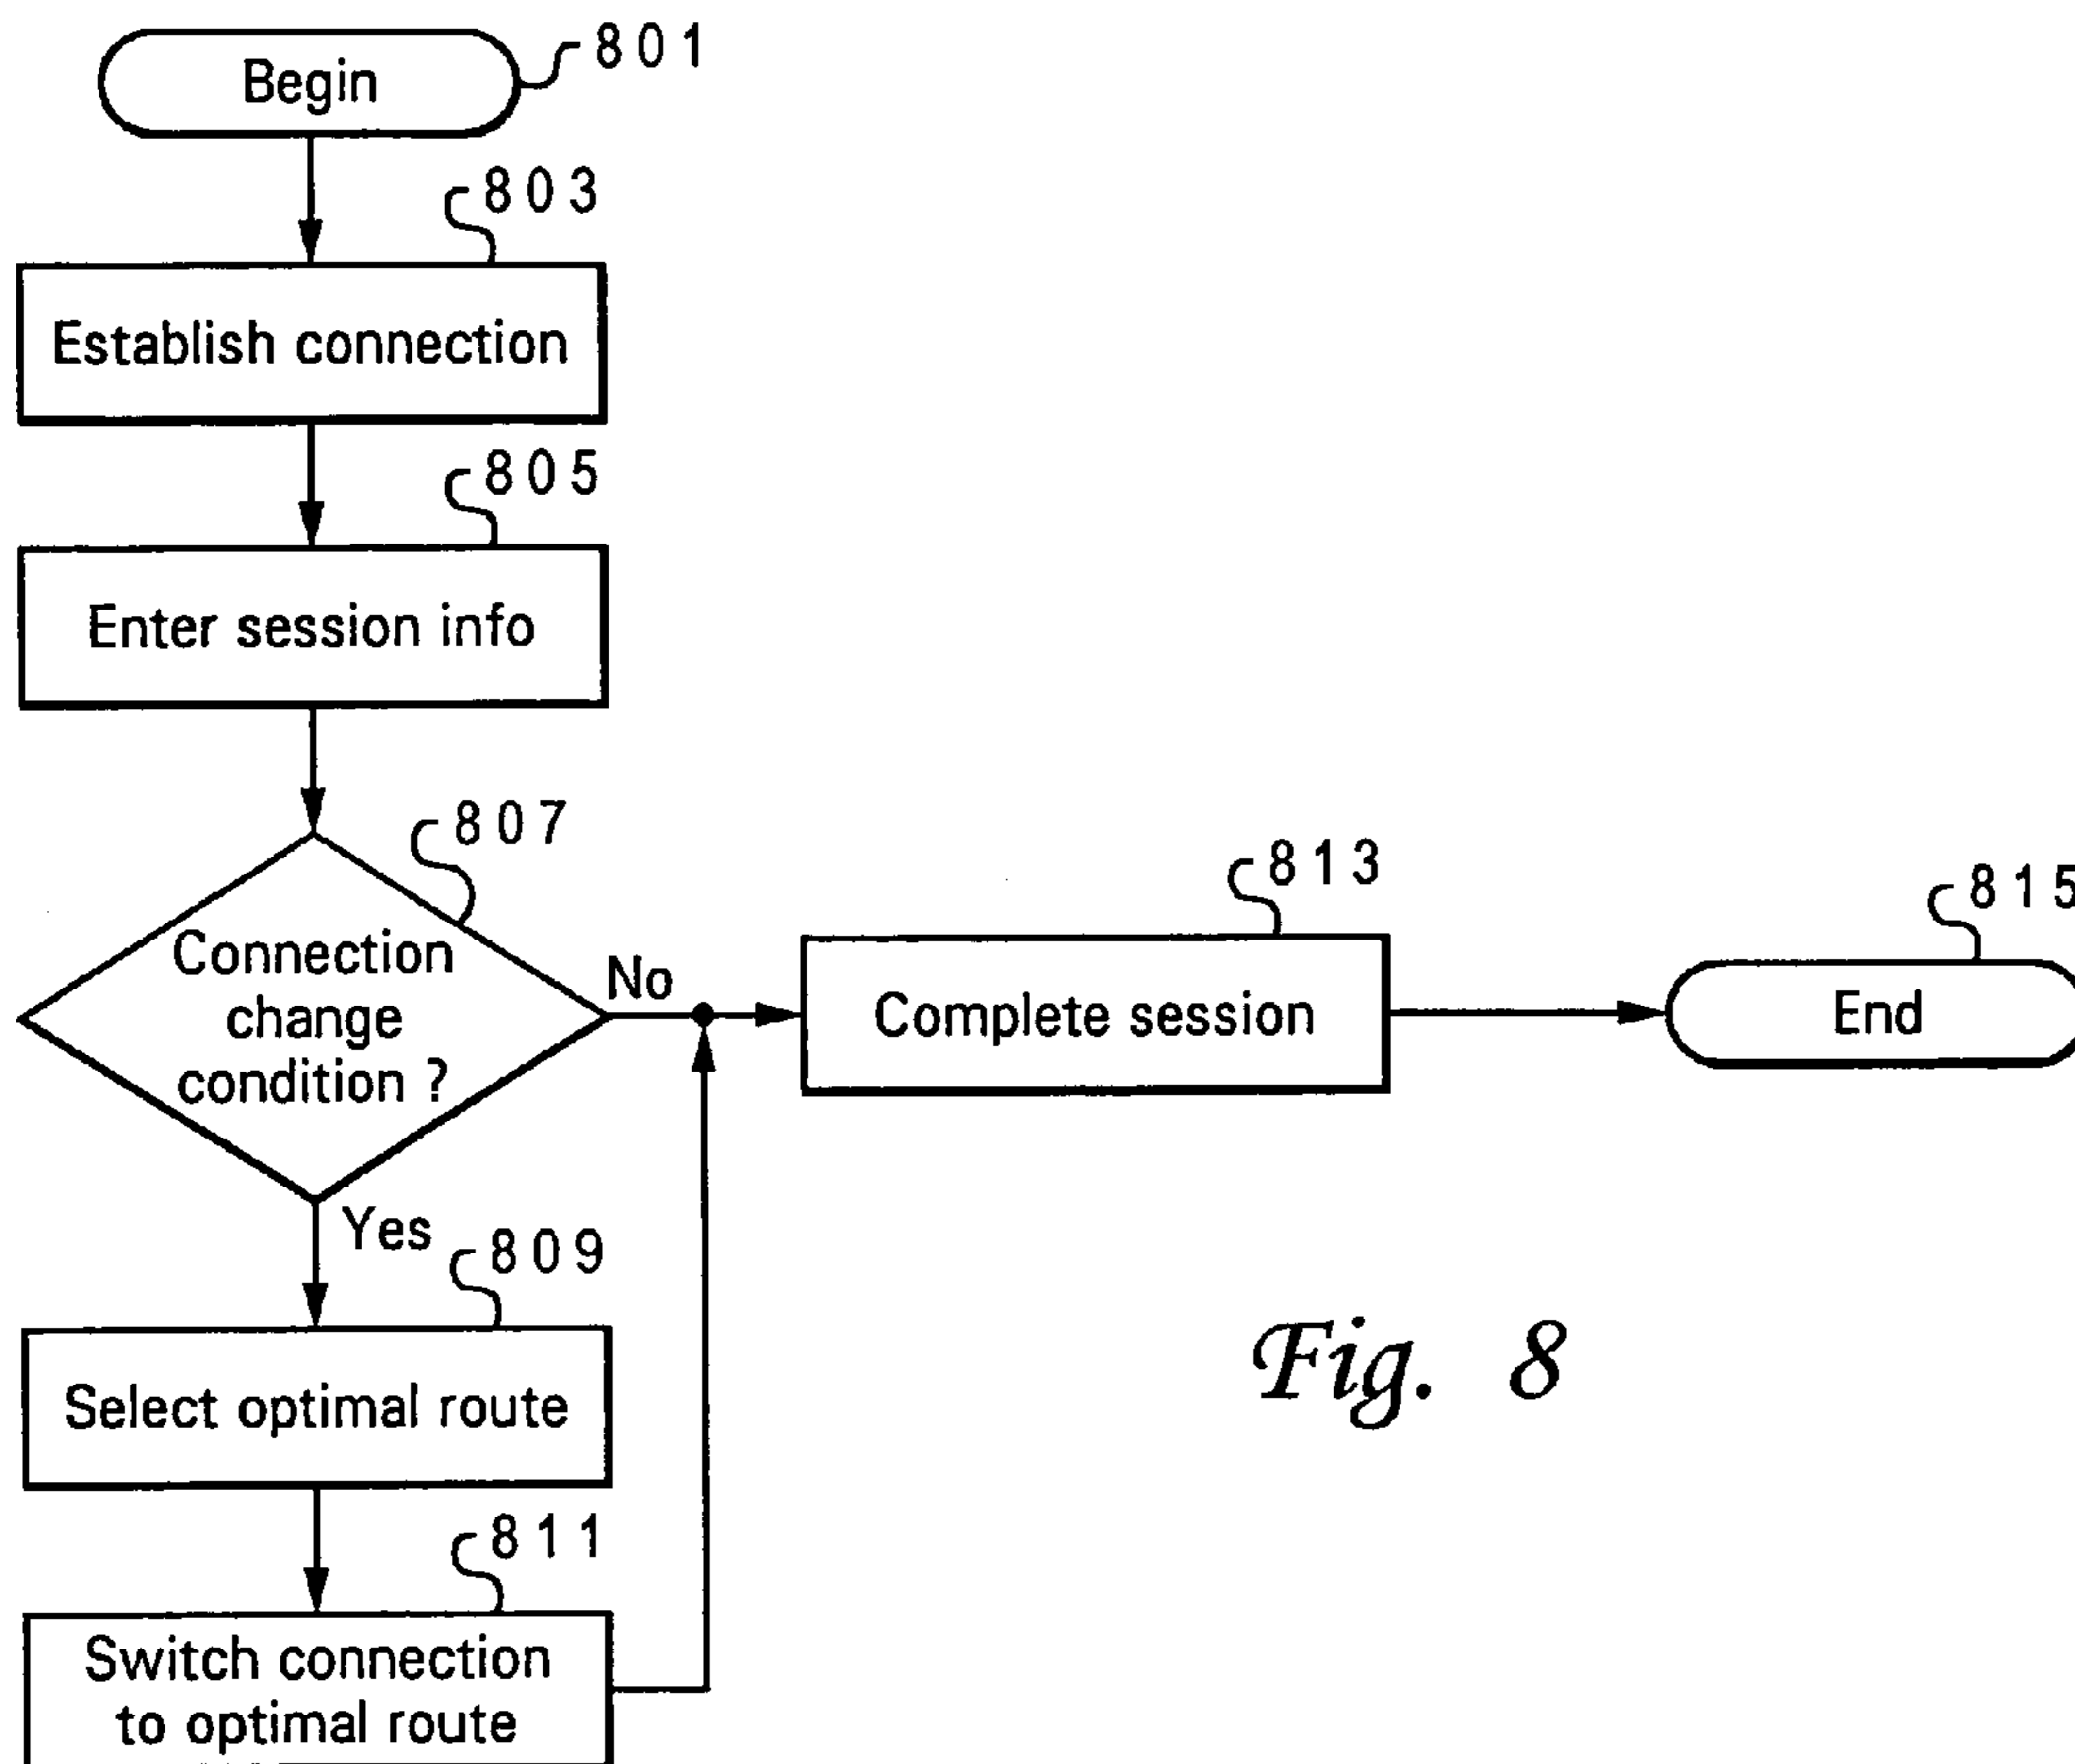 Begin
801
803
Establish connection
805
Enter session info
807
Connection
change
condition ?
No
813
Complete session
815
End
Yes
809
Select optimal route
811
Switch connection
to optimal route
Fig. 8